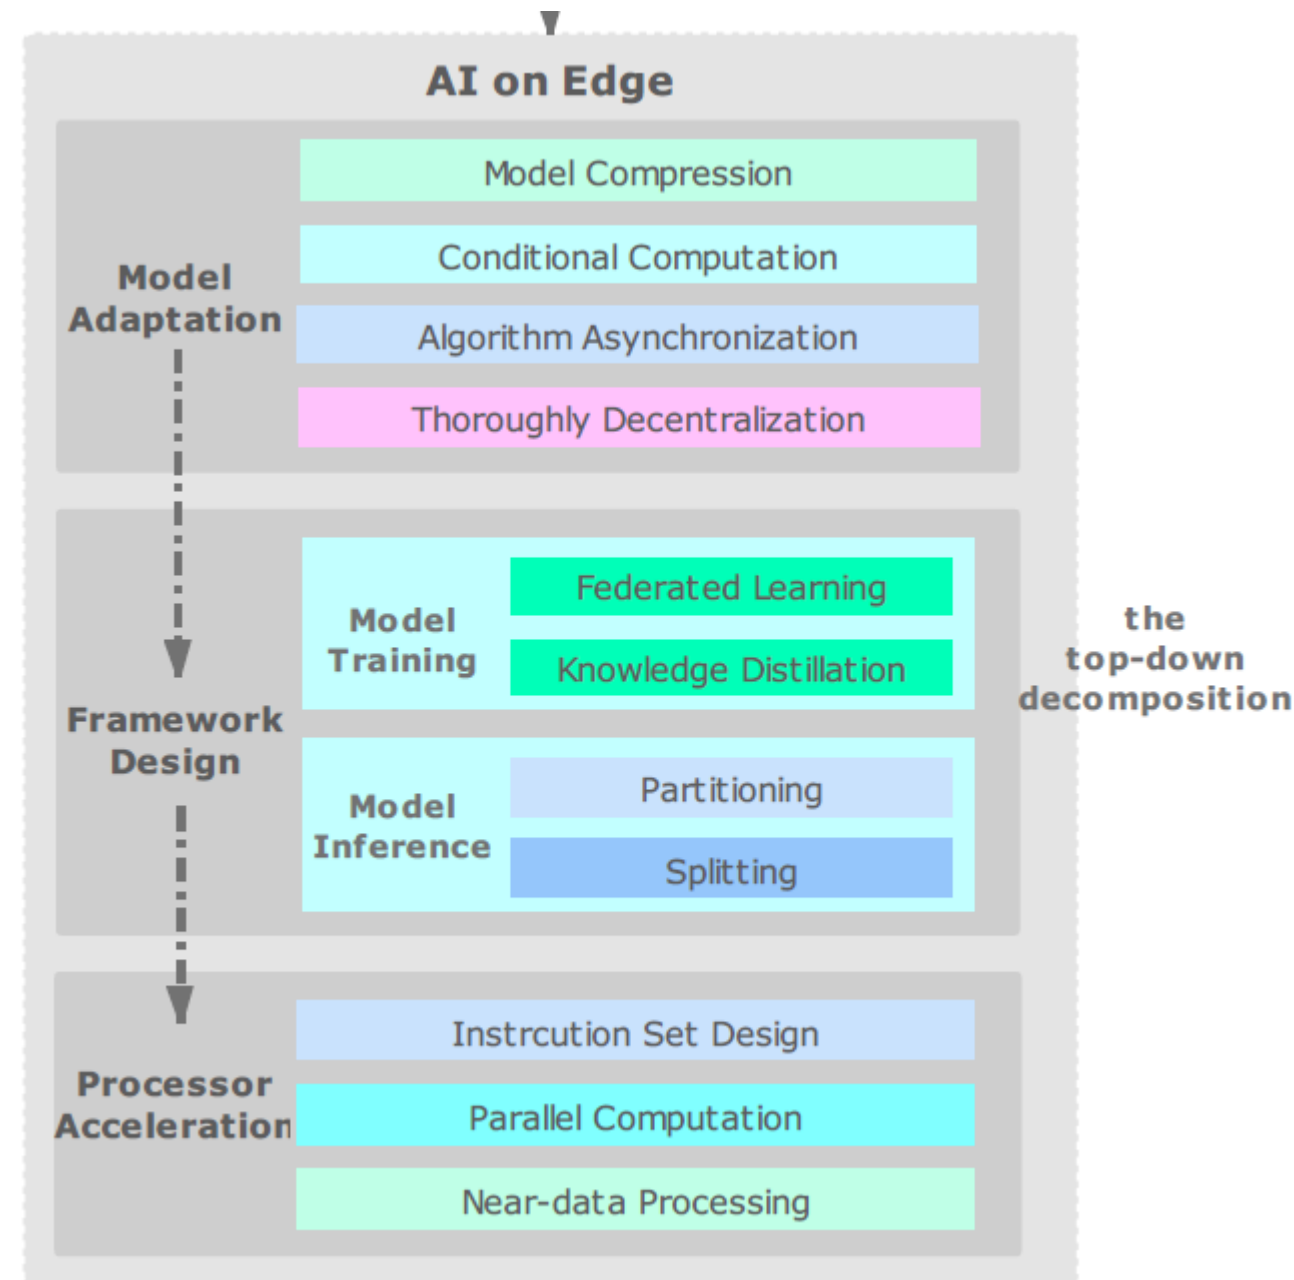 AI on Edge
Model
Adaptation
Model Compression
Conditional Computation
Algorithm Asynchronization
Thoroughly Decentralization
Framework
Design
Model
Training
Federated Learning
Knowledge Distillation
Model
Inference
Partitioning
Splitting
the
top-down
decomposition
Processor
Acceleration
Instrcution Set Design
Parallel Computation
Near-data Processing